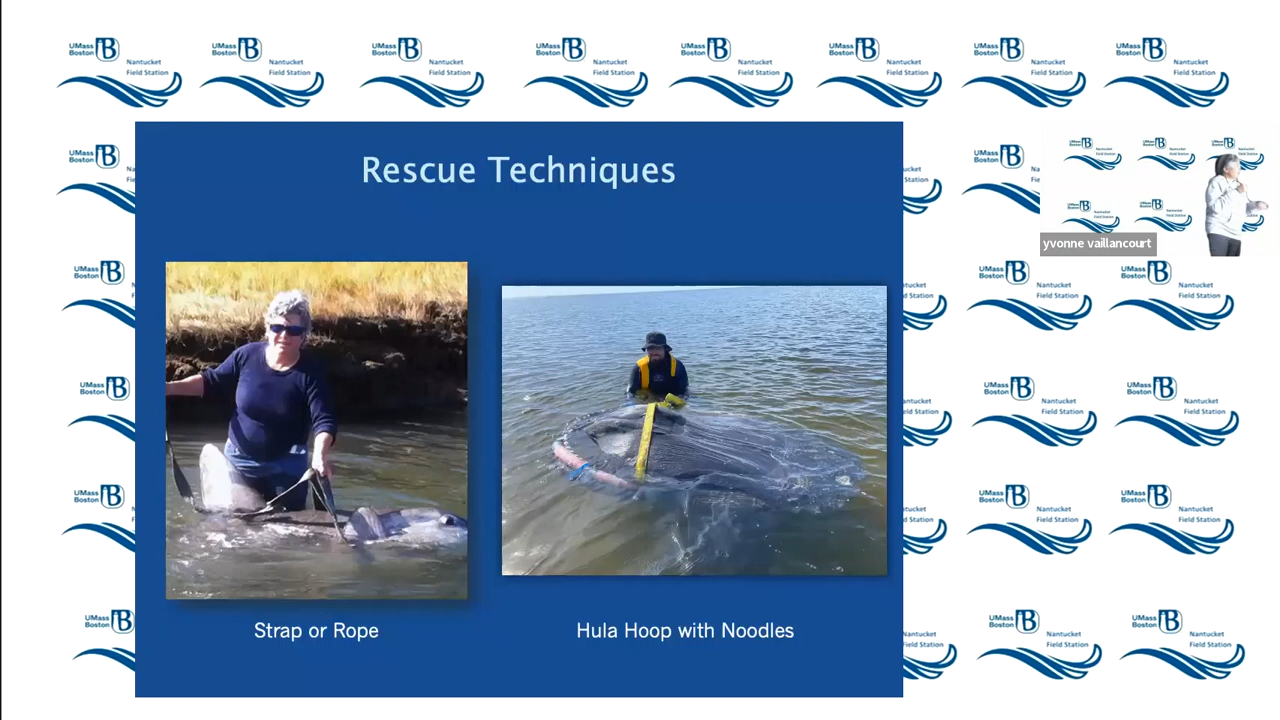 UMass
Boston
Nantucket
Field Station
Rescue Techniques
yvonne vaillancourt
Strap or Rope
Hula Hoop with Noodles